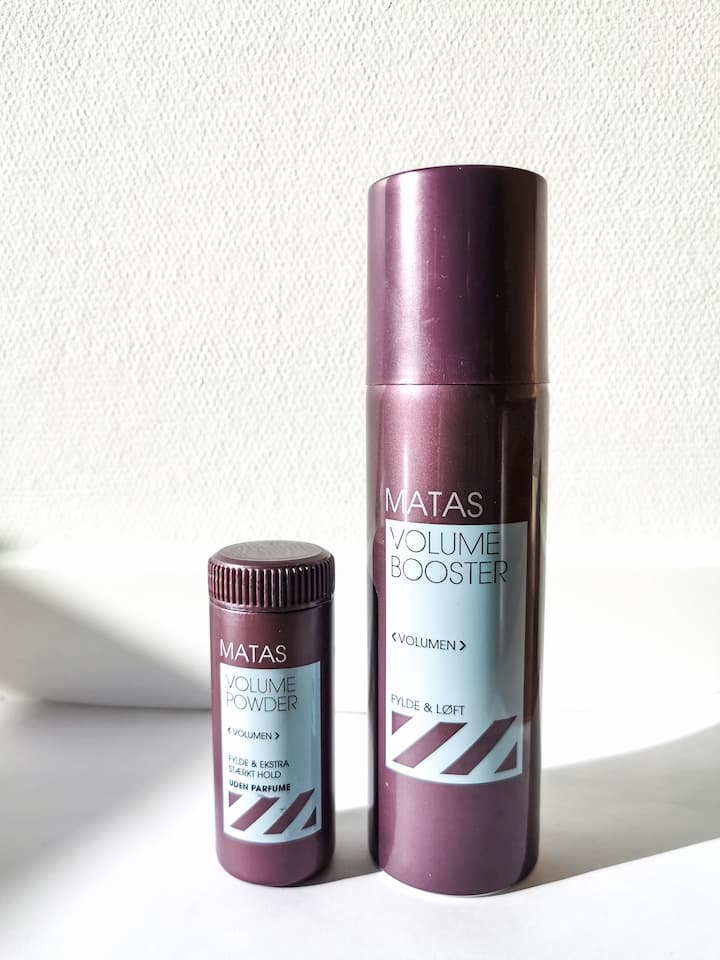 MATAS
VOLUME
POWDER
<VOLUMEN>
FYLDE & EKSTRA
STÆRKT HOLD
UDEN PARFUME
MATAS
VOLUME
BOOSTER
<VOLUMEN>
FYLDE & LØFT